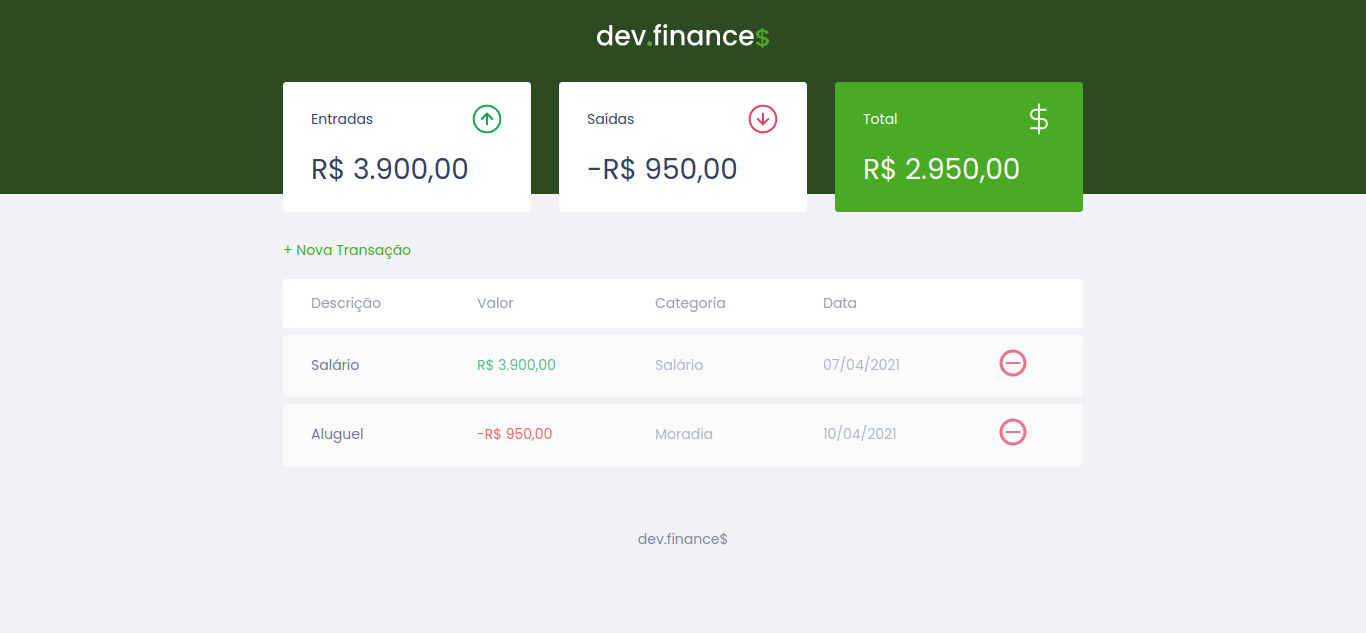 dev.finance$
Entradas
R$ 3.900,00
Saídas
-R$ 950,00
Total
$
R$ 2.950,00
+ Nova Transação
Descrição Valor Categoria Data
Salário R$ 3.900,00 Salário 07/04/2021
Aluguel -R$ 950,00 Moradia 10/04/2021
dev.finance$